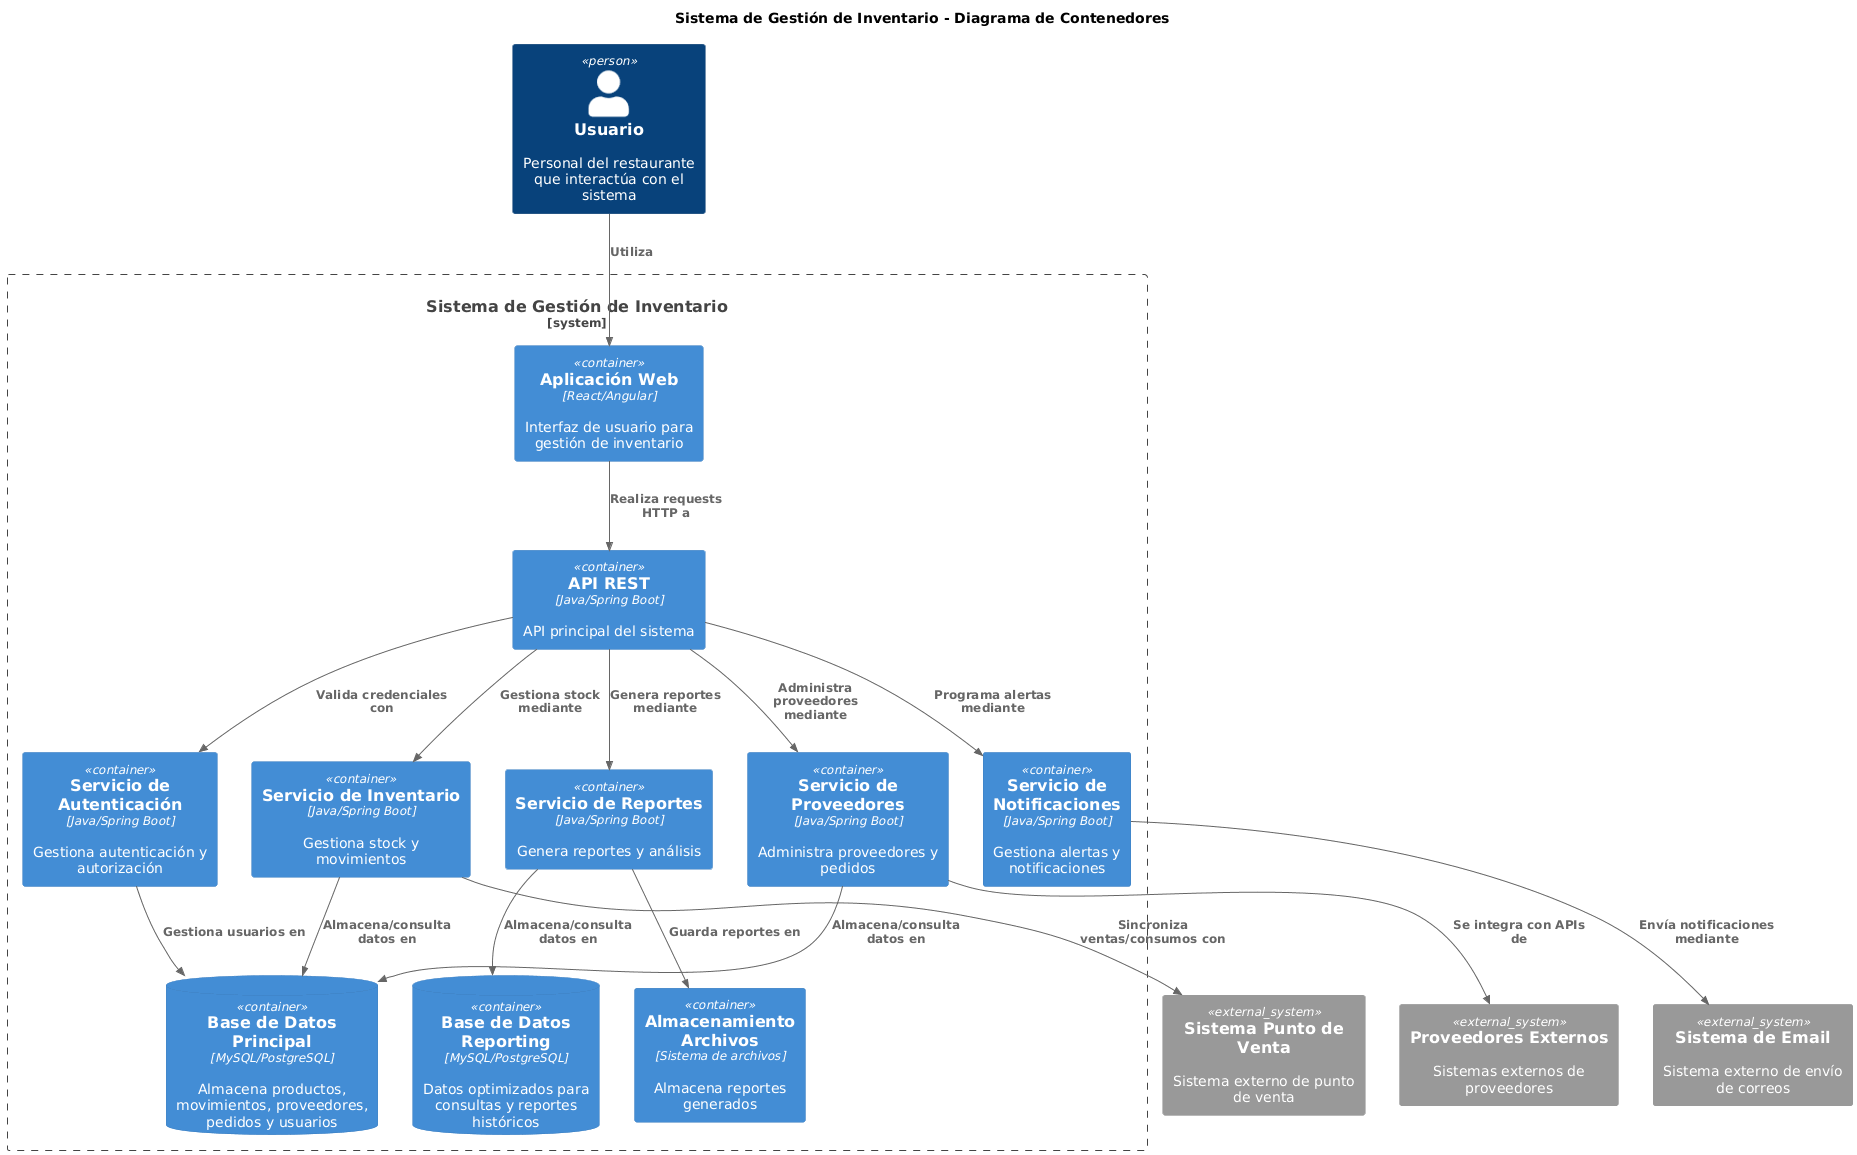 Sistema de Gestión de Inventario - Diagrama de Contenedores
«person»
Usuario
Personal del restaurante
que interactúa con el
sistema
Utiliza
Sistema de Gestión de Inventario
[system]
«container»
Aplicación Web
[React/Angular]
Interfaz de usuario para
gestión de inventario
Realiza requests
HTTP a
«container»
API REST
[Java/Spring Boot]
API principal del sistema
Valida credenciales
con
Gestiona stock
mediante
Genera reportes
mediante
Administra
proveedores
mediante
Programa alertas
mediante
«container»
Servicio de
Autenticación
[Java/Spring Boot]
Gestiona autenticación y
autorización
«container»
Servicio de Inventario
[Java/Spring Boot]
Gestiona stock y
movimientos
«container»
Servicio de Reportes
[Java/Spring Boot]
Genera reportes y análisis
«container»
Servicio de
Proveedores
[Java/Spring Boot]
Administra proveedores y
pedidos
«container»
Servicio de
Notificaciones
[Java/Spring Boot]
Gestiona alertas y
notificaciones
Gestiona usuarios en
Almacena/consulta
datos en
Almacena/consulta
datos en
Guarda reportes en
Almacena/consulta
datos en
Sincroniza
ventas/consumos con
Se integra con APIs
de
Envía notificaciones
mediante
«container»
Base de Datos
Principal
[MySQL/PostgreSQL]
Almacena productos,
movimientos, proveedores,
pedidos y usuarios
«container»
Base de Datos
Reporting
[MySQL/PostgreSQL]
Datos optimizados para
consultas y reportes
históricos
«container»
Almacenamiento
Archivos
[Sistema de archivos]
Almacena reportes
generados
«external_system»
Sistema Punto de
Venta
Sistema externo de punto
de venta
«external_system»
Proveedores Externos
Sistemas externos de
proveedores
«external_system»
Sistema de Email
Sistema externo de envío
de correos